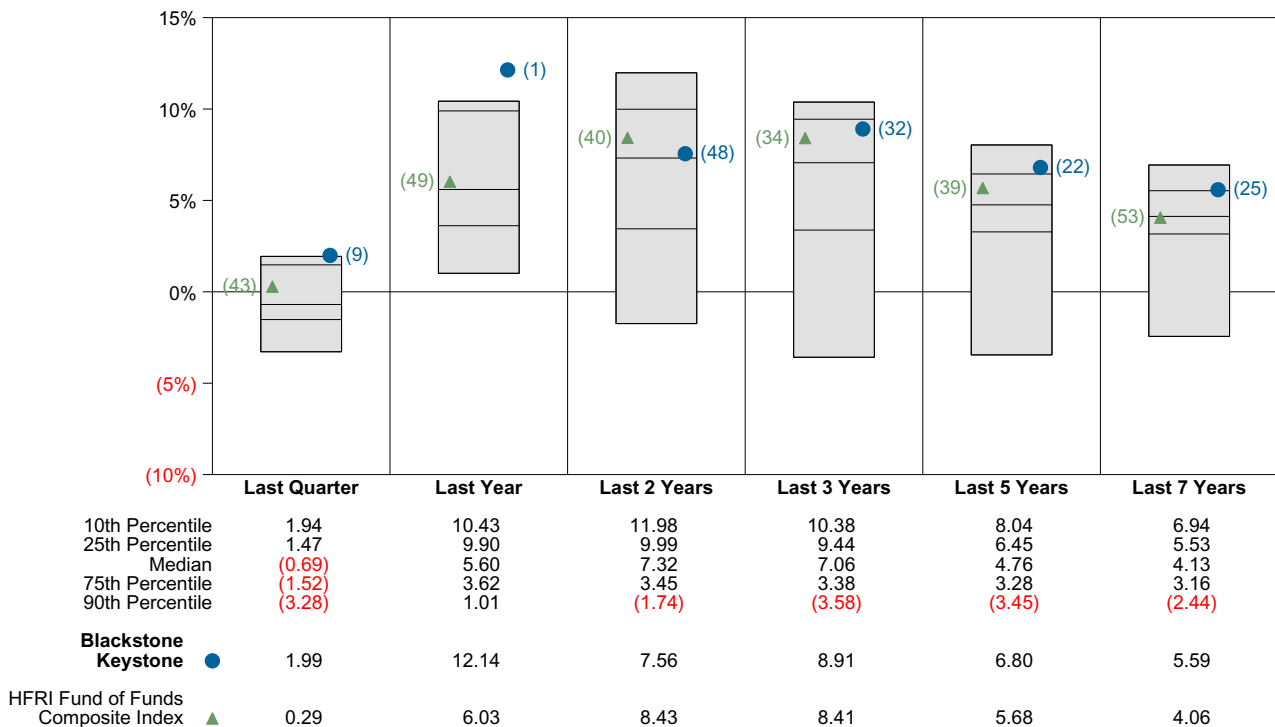 15%
10%
5%
0%
(5%)
(10%)
(43)
(9)
(49)
(1)
(40)
(48)
(34)
(32)
(39)
(22)
(53)
(25)
Last Quarter Last Year Last 2 Years Last 3 Years Last 5 Years Last 7 Years
10th Percentile 1.94 10.43 11.98 10.38 8.04 6.94
25th Percentile 1.47 9.90 9.99 9.44 6.45 5.53
Median (0.69) 5.60 7.32 7.06 4.76 4.13
75th Percentile (1.52) 3.62 3.45 3.38 3.28 3.16
90th Percentile (3.28) 1.01 (1.74) (3.58) (3.45) (2.44)
Blackstone
Keystone 1.99 12.14 7.56 8.91 6.80 5.59
HFRI Fund of Funds
Composite Index 0.29 6.03 8.43 8.41 5.68 4.06